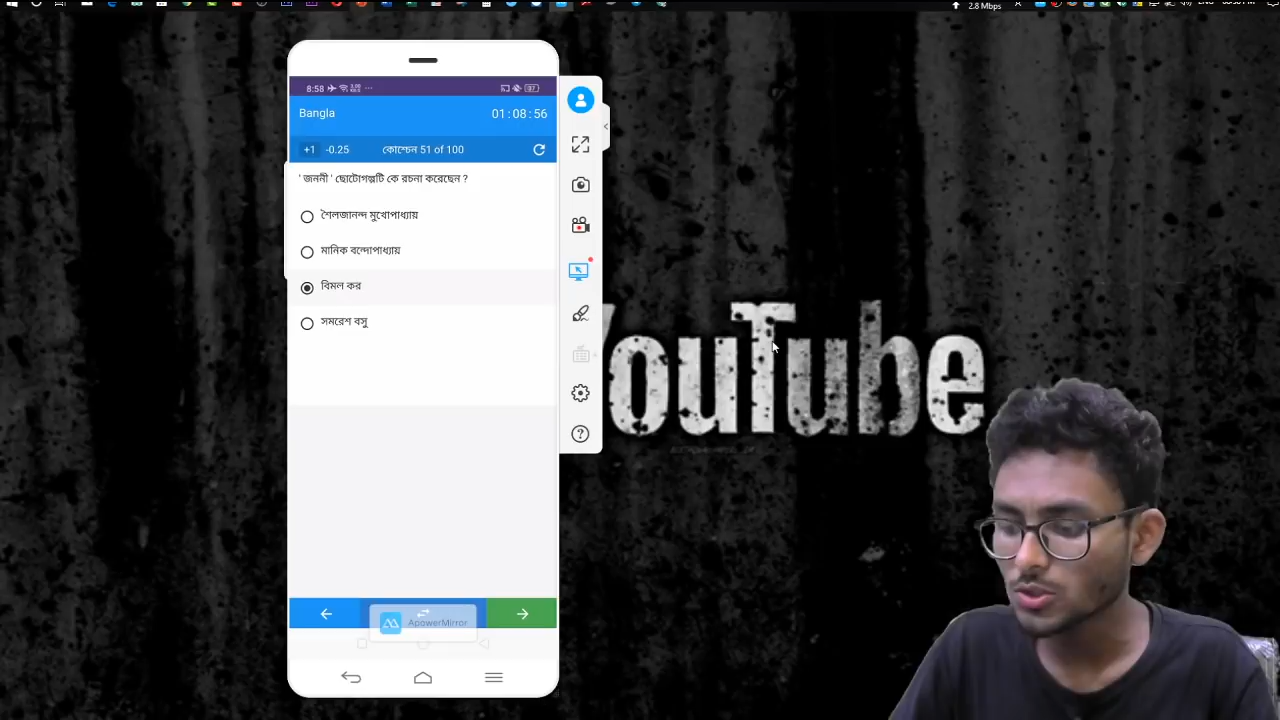 2.8 Mbps
8:58
Bangla
01:08:56
+1 -0.25 কোশ্চেন 51 of 100
' জননী ' ছোটোগল্পটি কে রচনা করেছেন ?
শৈলজানন্দ মুখোপাধ্যায়
মানিক বন্দোপাধ্যায়
বিমল কর
সমরেশ বসু
ApowerMirror
YouTube